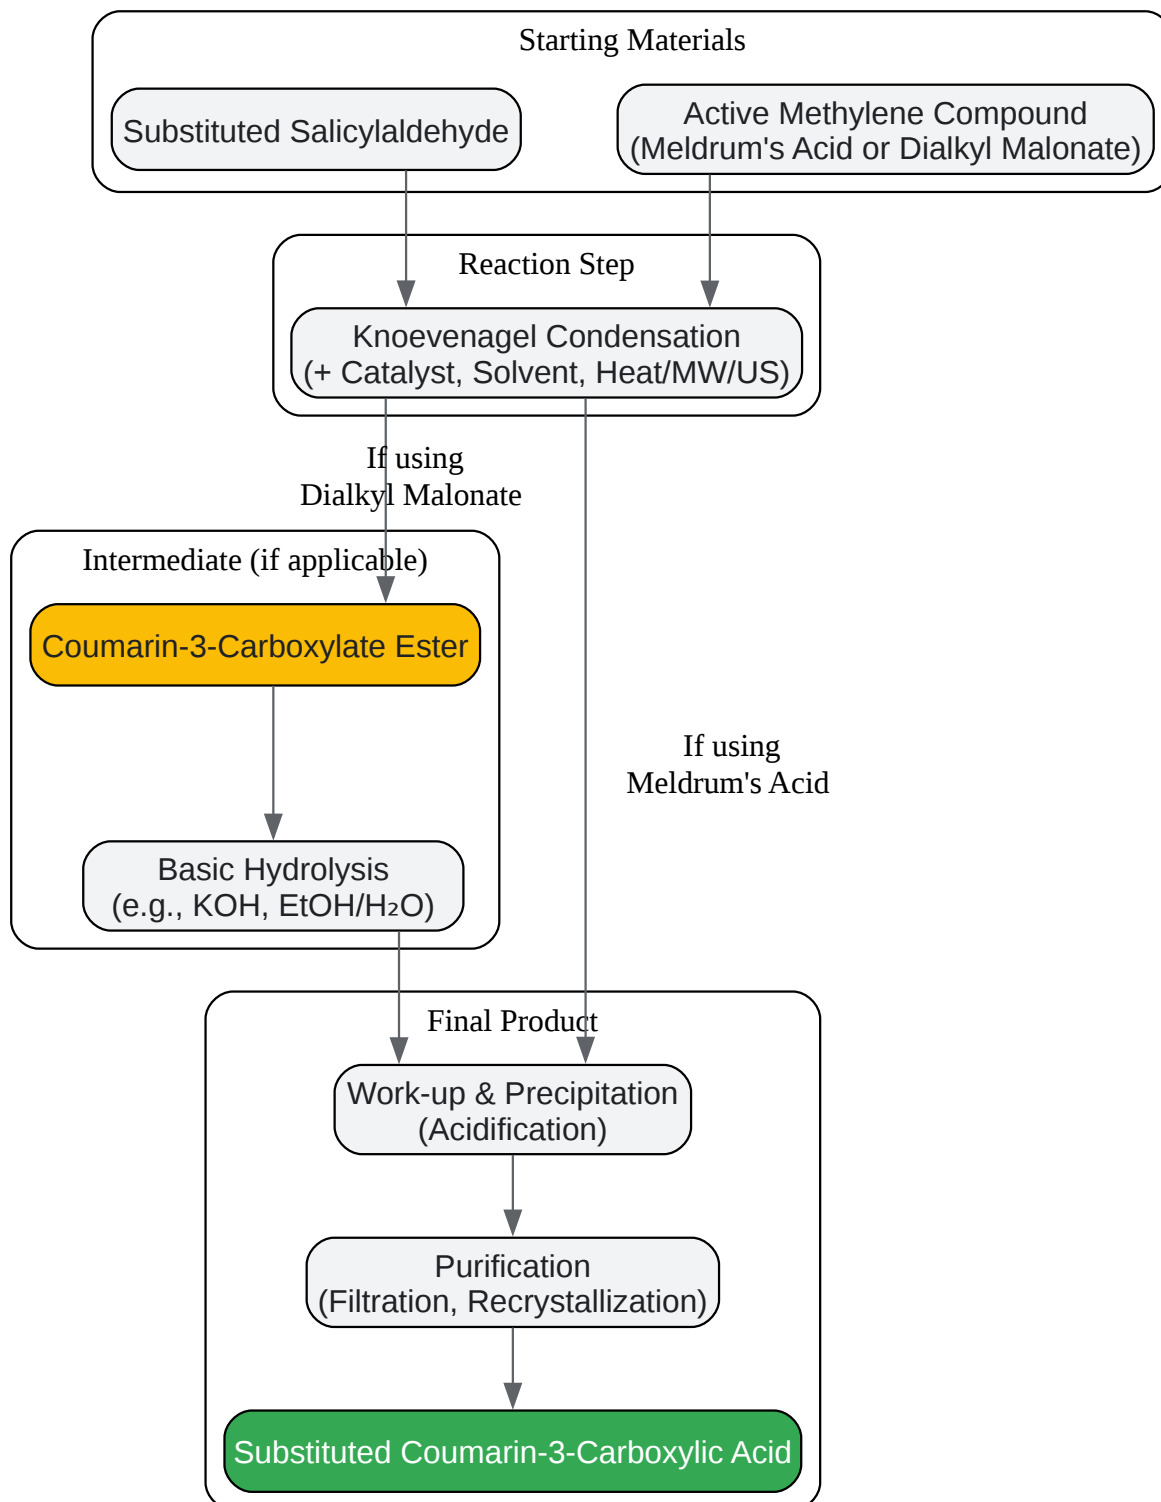 Starting Materials
Substituted Salicylaldehyde
Active Methylene Compound
(Meldrum's Acid or Dialkyl Malonate)
Reaction Step
Knoevenagel Condensation
(+ Catalyst, Solvent, Heat/MW/US)
If using
Dialkyl Malonate
Intermediate (if applicable)
Coumarin-3-Carboxylate Ester
If using
Meldrum's Acid
Basic Hydrolysis
(e.g., KOH, EtOH/H₂O)
Final Product
Work-up & Precipitation
(Acidification)
Purification
(Filtration, Recrystallization)
Substituted Coumarin-3-Carboxylic Acid